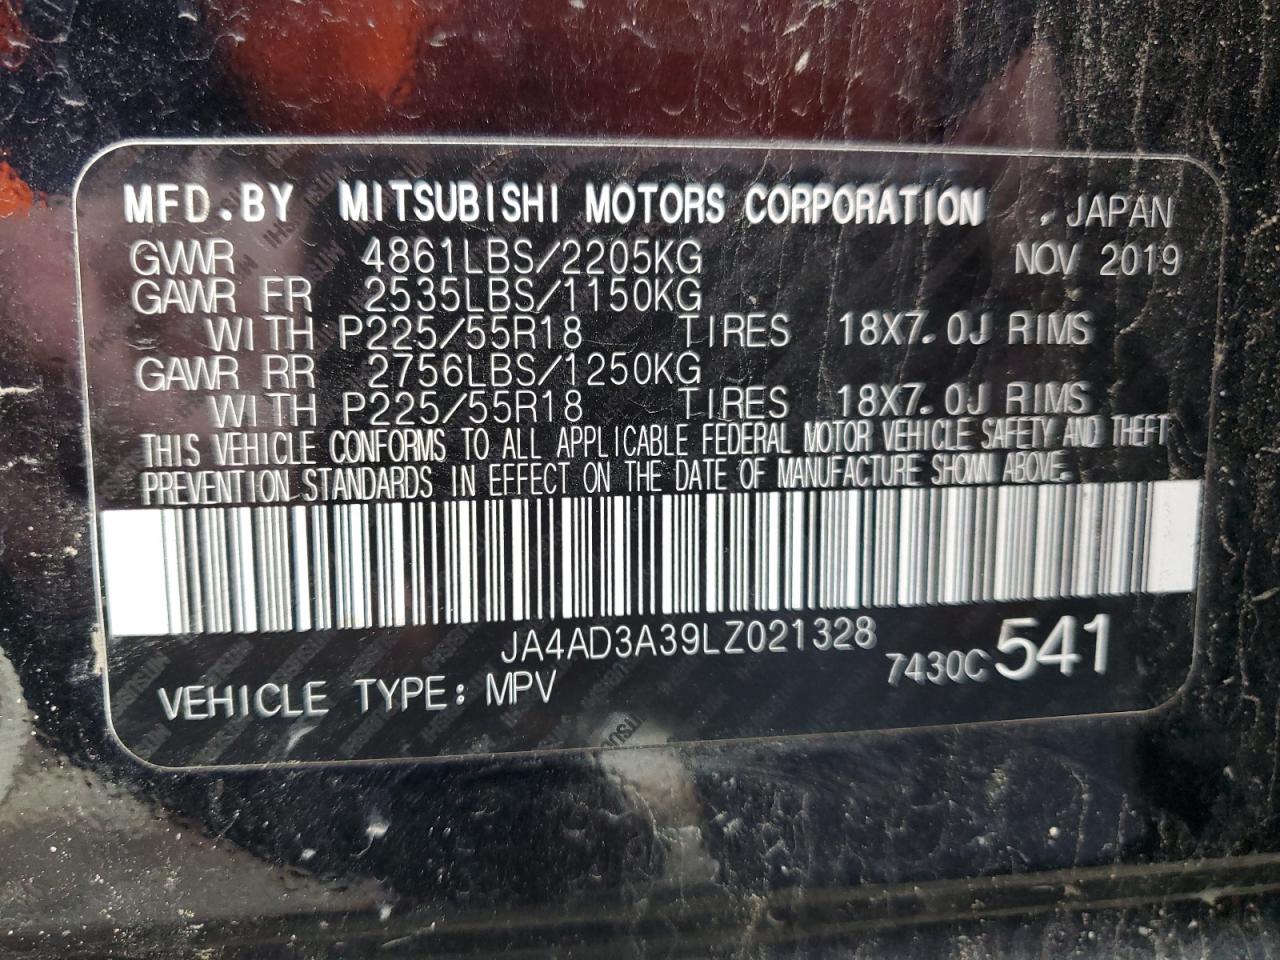 MFD.BY MITSUBISHI MOTORS CORPORATION . JAPAN
GVWR 4861LBS/2205KG NOV 2019
GAWR FR 2535LBS/1150KG
WITH P225/55R18 TIRES 18X7.0J RIMS
GAWR RR 2756LBS/1250KG
WITH P225/55R18 TIRES 18X7.0J RIMS
THIS VEHICLE CONFORMS TO ALL APPLICABLE FEDERAL MOTOR VEHICLE SAFETY AND THEFT
PREVENTION STANDARDS IN EFFECT ON THE DATE OF MANUFACTURE SHOWN ABOVE.
JA4AD3A39LZ021328
7430C 541
VEHICLE TYPE: MPV